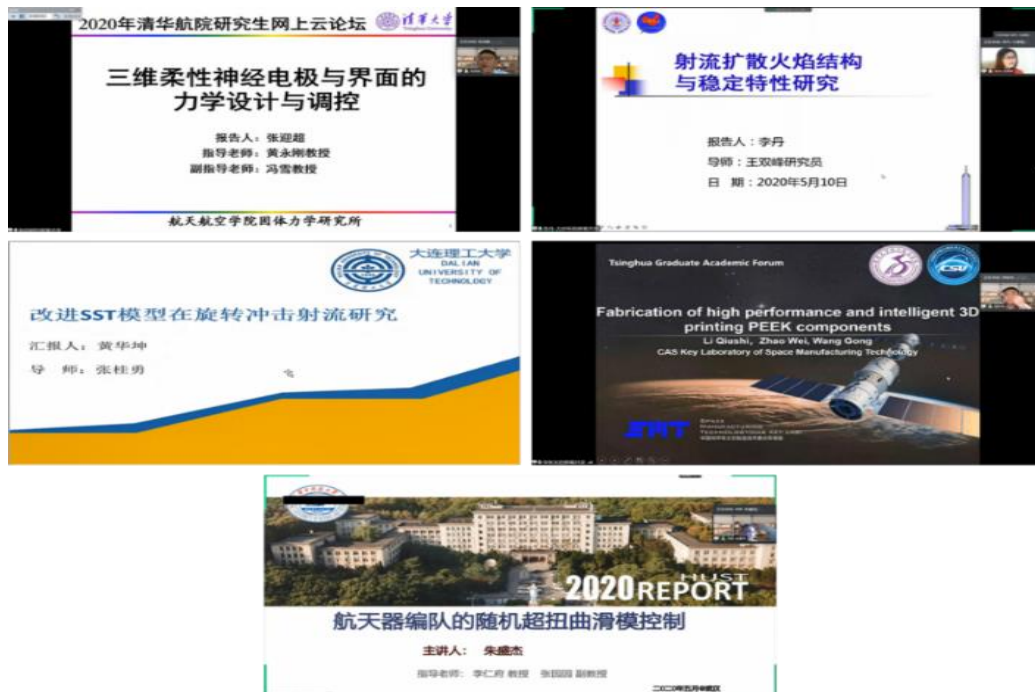 2020年清华航院研究生网上云论坛
清华大学
三维柔性神经电极与界面的
力学设计与调控
报告人：张迎超
指导老师：黄永刚教授
副指导老师：冯雪教授
航天航空学院固体力学研究所
射流扩散火焰结构
与稳定特性研究
报告人：李丹
导师：王双峰研究员
日 期：2020年5月10日
大连理工大学
DALIAN
UNIVERSITY OF
TECHNOLOGY
改进SST模型在旋转冲击射流研究
汇报人：黄华坤
导 师：张桂勇
Tsinghua Graduate Academic Forum
CSU
Fabrication of high performance and intelligent 3D
printing PEEK components
Li Qiushi, Zhao Wei, Wang Gong
CAS Key Laboratory of Space Manufacturing Technology
SMT
HUST
2020 REPORT
航天器编队的随机超扭曲滑模控制
主讲人： 朱盛杰
指导老师： 李仁府 教授 张园园 副教授